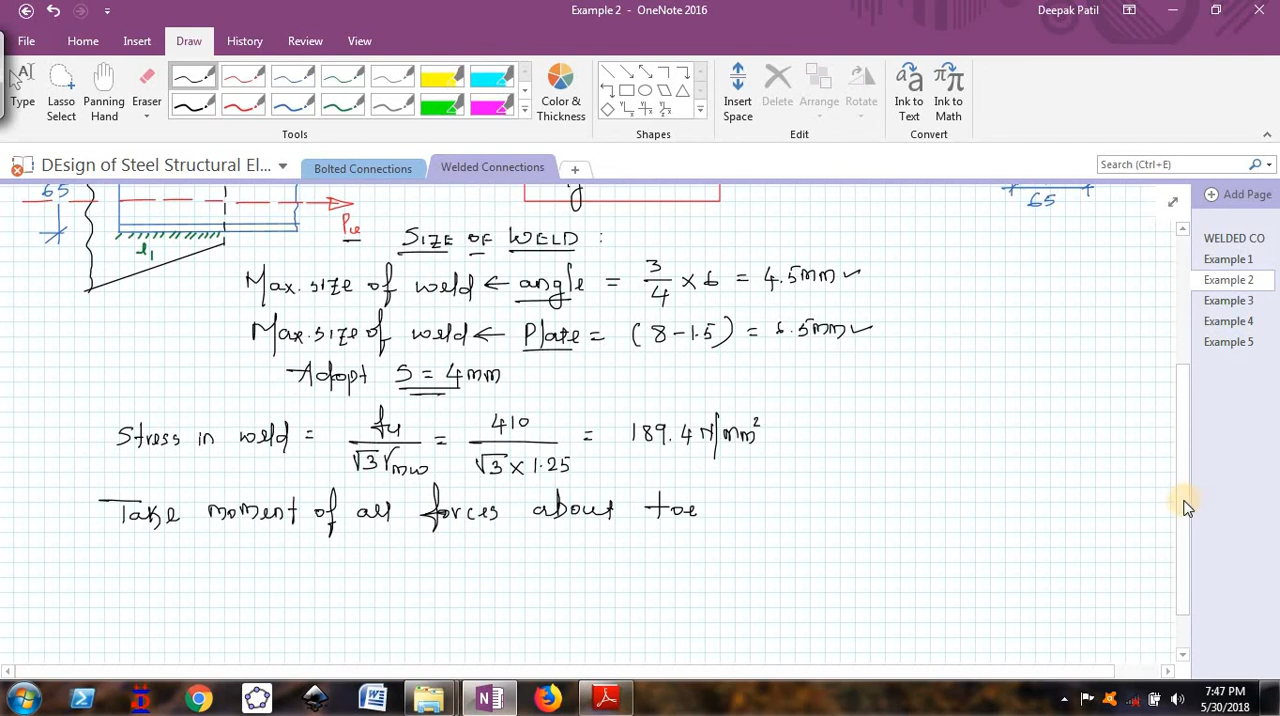 Example 2 - OneNote 2016
Deepak Patil
File Home Insert Draw History Review View
Type
Lasso Select
Panning Hand
Eraser
Color & Thickness
Insert Space
Delete
Arrange
Rotate
Ink to Text
Ink to Math
Tools
Shapes
Edit
Convert
DEsign of Steel Structural El...
Bolted Connections
Welded Connections
Search (Ctrl+E)
Add Page
WELDED CO
Example 1
Example 2
Example 3
Example 4
Example 5
65
65
Pu
l1
SIZE OF WELD :
Max. size of weld ← angle = 3/4 × 6 = 4.5mm ✓
Max. size of weld ← Plate = (8 - 1.5) = 6.5mm ✓
Adopt S = 4mm
Stress in weld = fu/√3 γmw = 410/√3 × 1.25 = 189.4 N/mm²
Take moment of all forces about toe
7:47 PM
5/30/2018